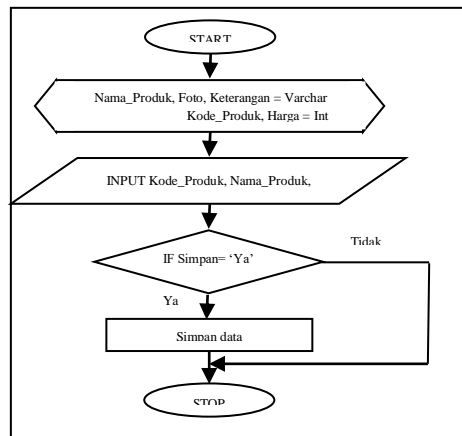 START
Nama_Produk, Foto, Keterangan = Varchar
Kode_Produk, Harga = Int
INPUT Kode_Produk, Nama_Produk,
IF Simpan= ‘Ya’
Tidak
Ya
Simpan data
STOP